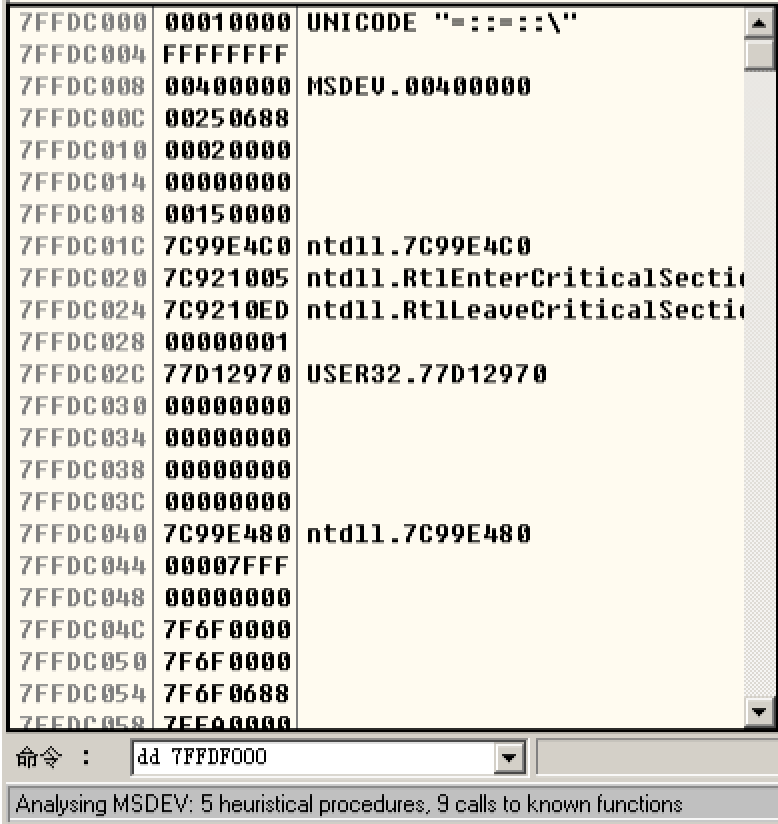 7FFDC000 00010000 UNICODE "=::=::\"
7FFDC004 FFFFFFFF
7FFDC008 00400000 MSDEV.00400000
7FFDC00C 00250688
7FFDC010 00020000
7FFDC014 00000000
7FFDC018 00150000
7FFDC01C 7C99E4C0 ntdll.7C99E4C0
7FFDC020 7C921005 ntdll.RtlEnterCriticalSecti
7FFDC024 7C9210ED ntdll.RtlLeaveCriticalSecti
7FFDC028 00000001
7FFDC02C 77D12970 USER32.77D12970
7FFDC030 00000000
7FFDC034 00000000
7FFDC038 00000000
7FFDC03C 00000000
7FFDC040 7C99E480 ntdll.7C99E480
7FFDC044 00007FFF
7FFDC048 00000000
7FFDC04C 7F6F0000
7FFDC050 7F6F0000
7FFDC054 7F6F0688
7FFDC058
命令 : dd 7FFDF000
Analysing MSDEV: 5 heuristical procedures, 9 calls to known functions